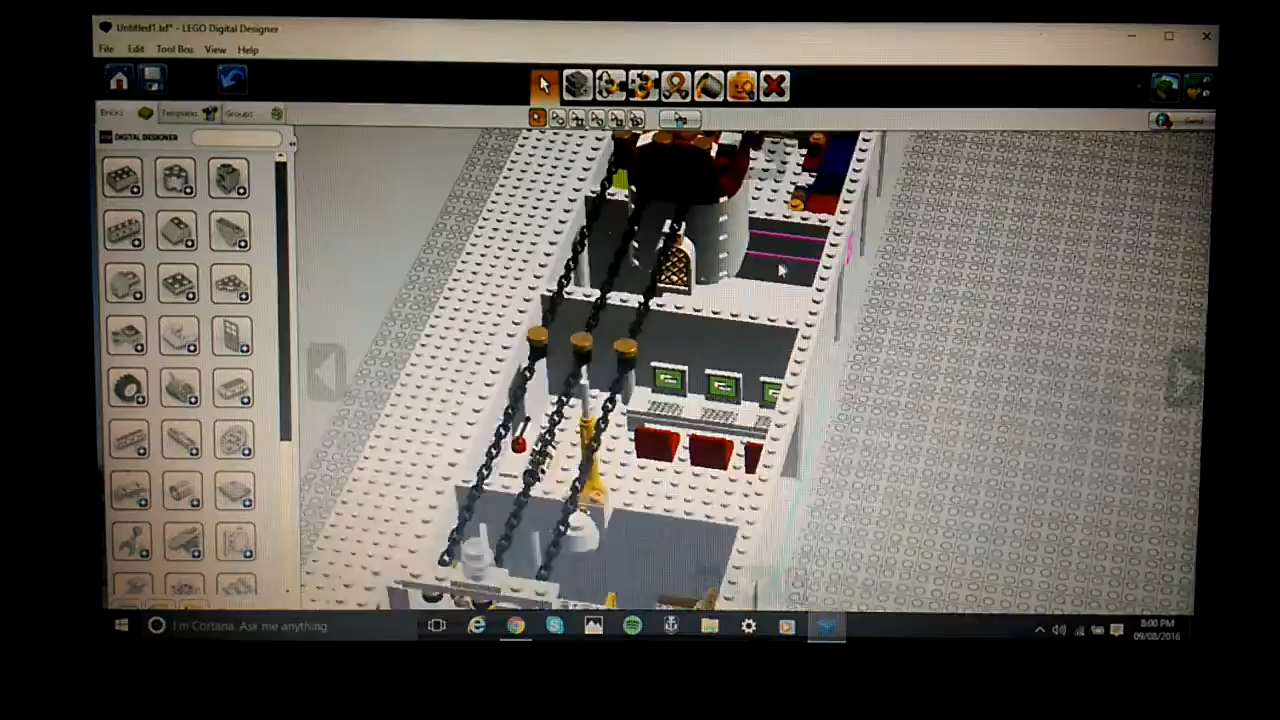 Untitled1.lxf* - LEGO Digital Designer
File Edit Tool Box View Help
Bricks Templates Groups
DIGITAL DESIGNER
I'm Cortana. Ask me anything
8:00 PM
09/08/2016